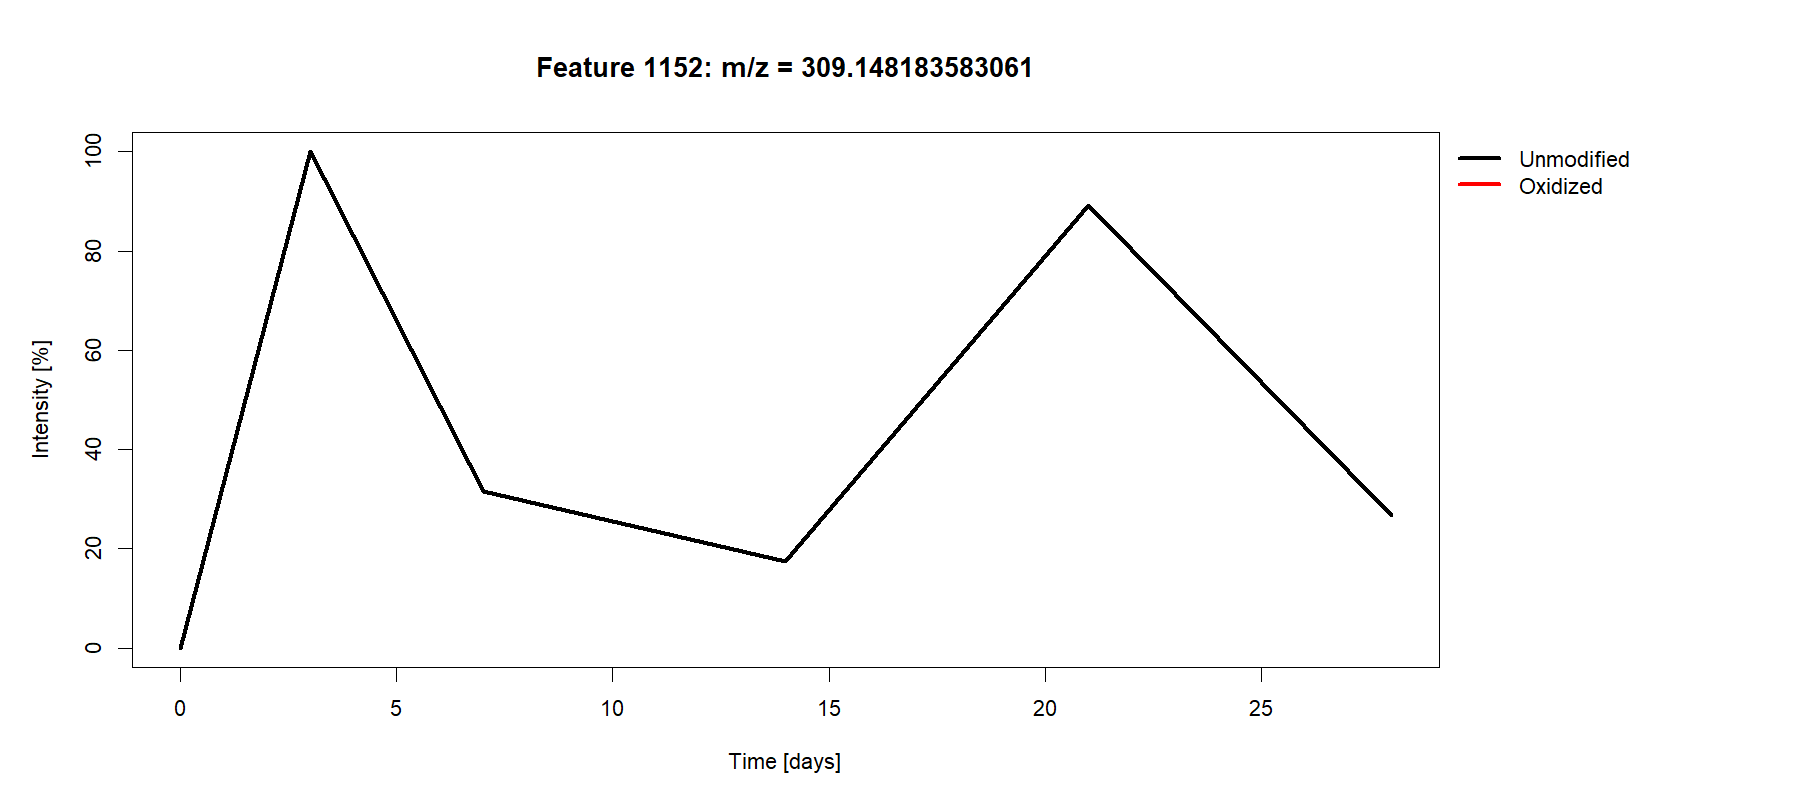 Feature 1152: m/z = 309.148183583061
Unmodified
Oxidized
Intensity [%]
100
80
60
40
20
0
0 5 10 15 20 25
Time [days]